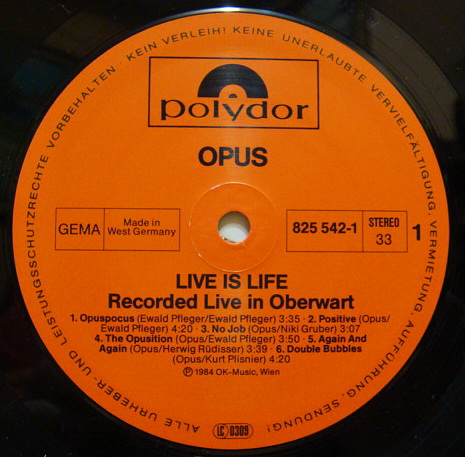 ALLE URHEBER- UND LEISTUNGSSCHUTZRECHTE VORBEHALTEN · KEIN VERLEIH! KEINE UNERLAUBTE VERVIELFÄLTIGUNG, VERMIETUNG, AUFFÜHRUNG, SENDUNG!
polydor
OPUS
GEMA
Made in
West Germany
825 542-1
STEREO
33
1
LIVE IS LIFE
Recorded Live in Oberwart
1. Opuspocus (Ewald Pfleger/Ewald Pfleger) 3:35 · 2. Positive (Opus/
Ewald Pfleger) 4:20 · 3. No Job (Opus/Niki Gruber) 3:07
4. The Opusition (Opus/Ewald Pfleger) 3:50 · 5. Again And
Again (Opus/Herwig Rüdisser) 3:39 · 6. Double Bubbles
(Opus/Kurt Plisnier) 4:20
Ⓟ 1984 OK-Music, Wien
LC 0309